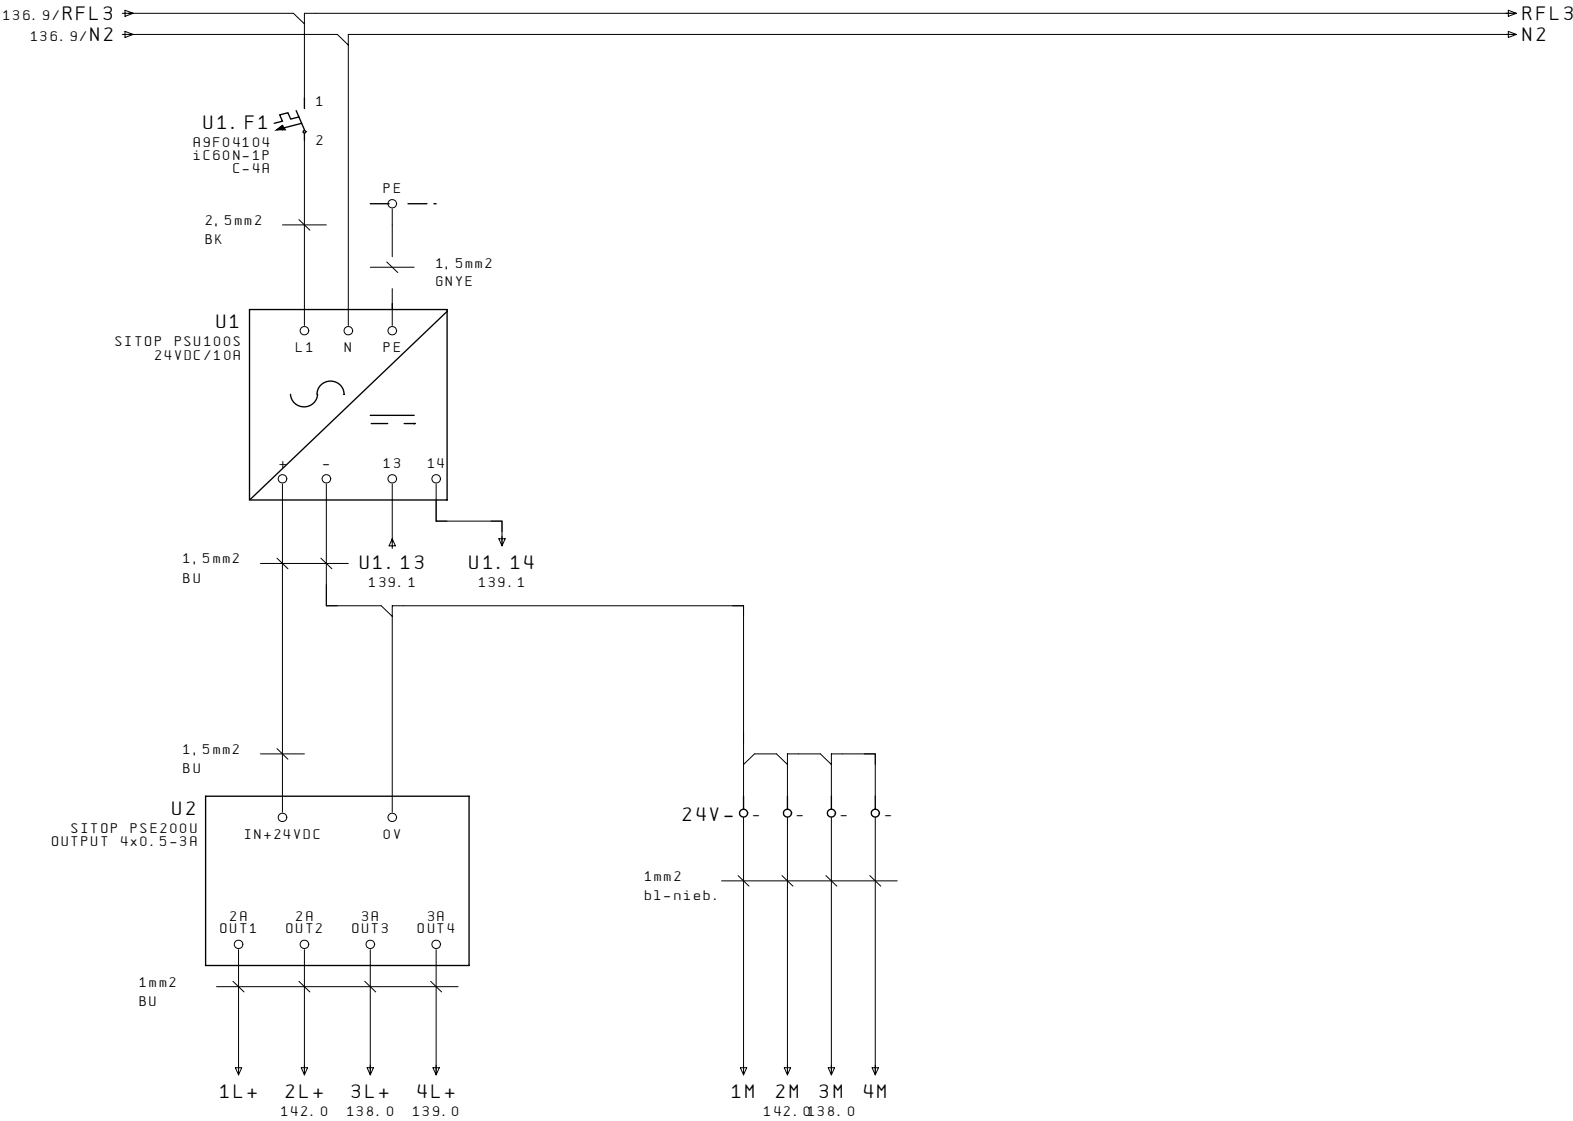 136.9/RFL3
RFL3
136.9/N2
N2
1
U1.F1
2
A9F04104
iC60N-1P
C-4A
PE
2,5mm2
BK
1,5mm2
GNYE
U1
SITOP PSU100S
24VDC/10A
L1 N PE
+ - 13 14
1,5mm2
BU
U1.13
139.1
U1.14
139.1
1,5mm2
BU
U2
SITOP PSE200U
OUTPUT 4x0.5-3A
IN+24VDC 0V
24V- - - - -
1mm2
bl-nieb.
2A 2A 3A 3A
OUT1 OUT2 OUT3 OUT4
1mm2
BU
1L+ 2L+ 3L+ 4L+ 1M 2M 3M 4M
142.0 138.0 139.0 142.0 138.0